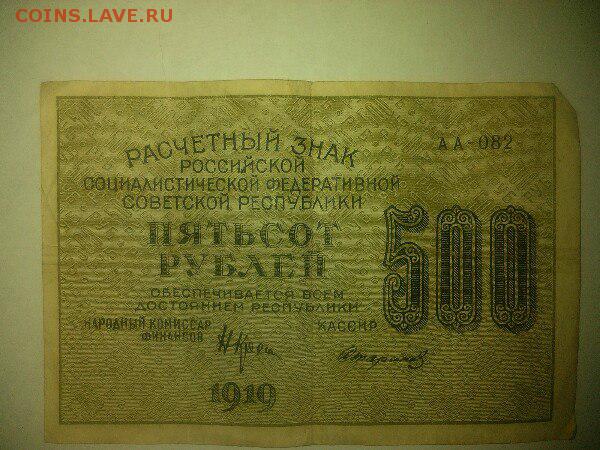 COINS.LAVE.RU
РАСЧЕТНЫЙ ЗНАК
АА-082
РОССИЙСКОЙ
СОЦИАЛИСТИЧЕСКОЙ ФЕДЕРАТИВНОЙ
СОВЕТСКОЙ РЕСПУБЛИКИ
ПЯТЬСОТ
РУБЛЕЙ
500
ОБЕСПЕЧИВАЕТСЯ ВСЕМ
ДОСТОЯНИЕМ РЕСПУБЛИКИ
НАРОДНЫЙ КОМИССАР
ФИНАНСОВ
КАССИР
1919